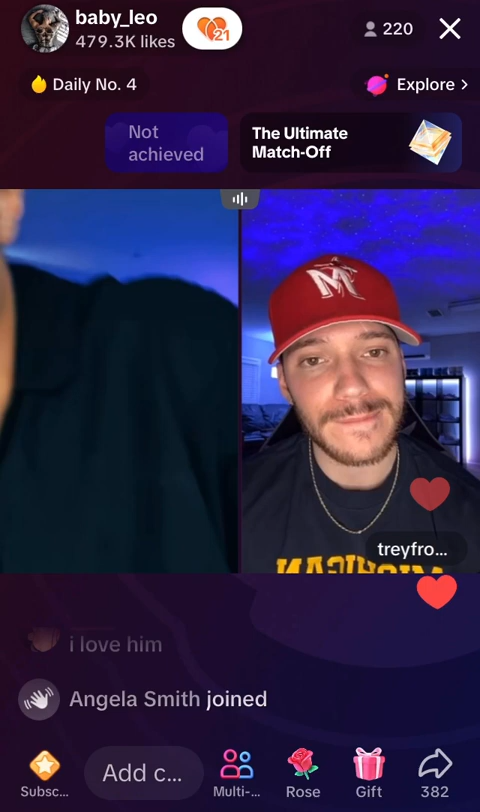 baby_leo
479.3K likes
21
220
Daily No. 4
Explore >
Not
achieved
The Ultimate
Match-Off
M
treyfro...
MICHIGAN
i love him
Angela Smith joined
Subsc...
Add c...
Multi-...
Rose
Gift
382